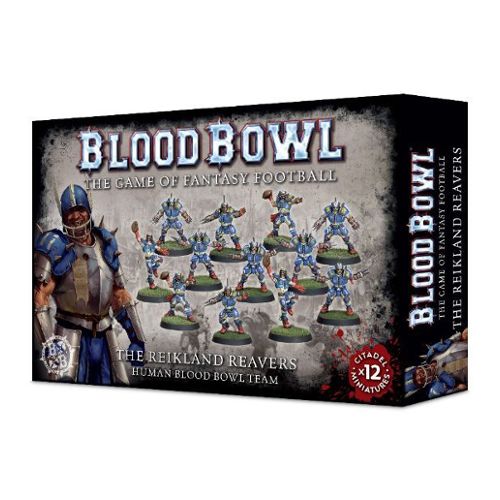 BLOOD BOWL
THE GAME OF FANTASY FOOTBALL
THE REIKLAND REAVERS
HUMAN BLOOD BOWL TEAM
CITADEL
x12
MINIATURES
BLOOD BOWL
THE GAME OF FANTASY FOOTBALL
THE REIKLAND REAVERS